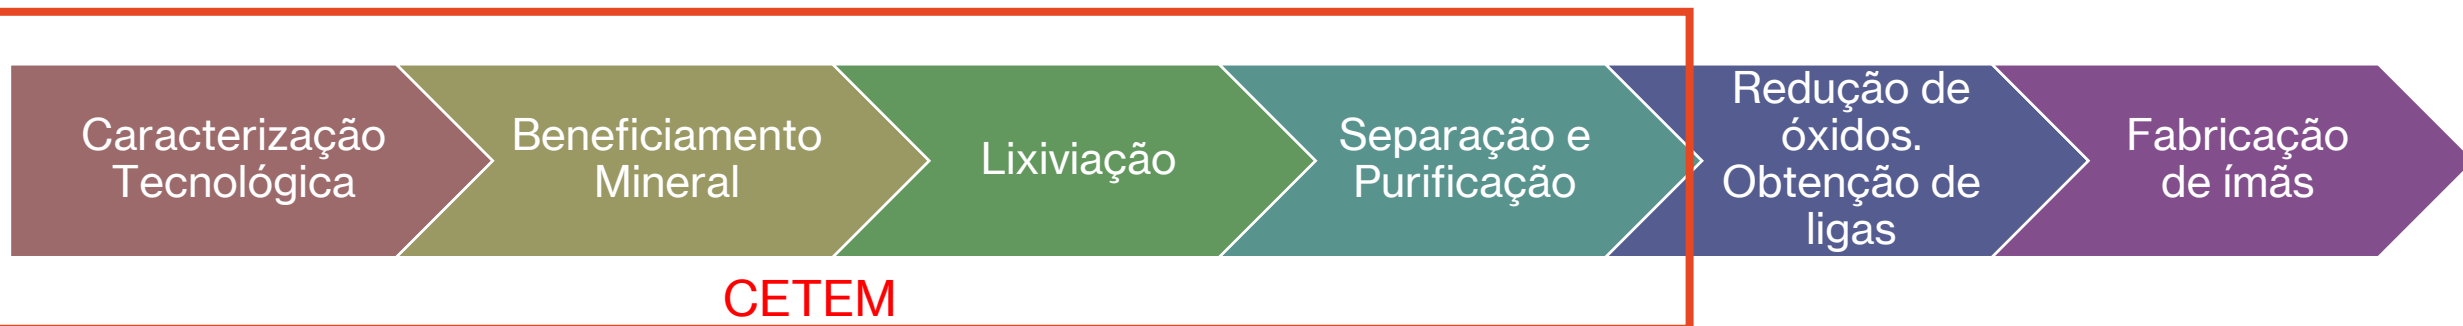 Caracterização
Tecnológica
Beneficiamento
Mineral
Lixiviação
Separação e
Purificação
Redução de
óxidos.
Obtenção de
ligas
Fabricação
de ímãs
CETEM